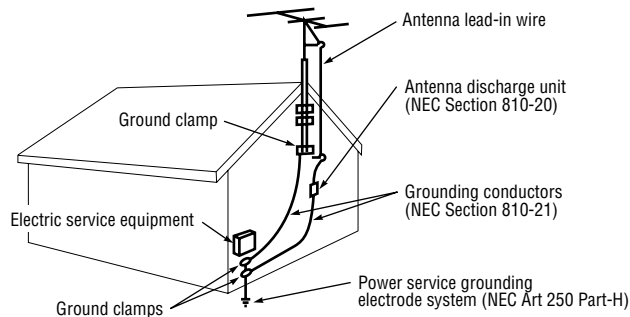 Antenna lead-in wire
Antenna discharge unit
(NEC Section 810-20)
Ground clamp
Grounding conductors
(NEC Section 810-21)
Electric service equipment
Power service grounding
electrode system (NEC Art 250 Part-H)
Ground clamps